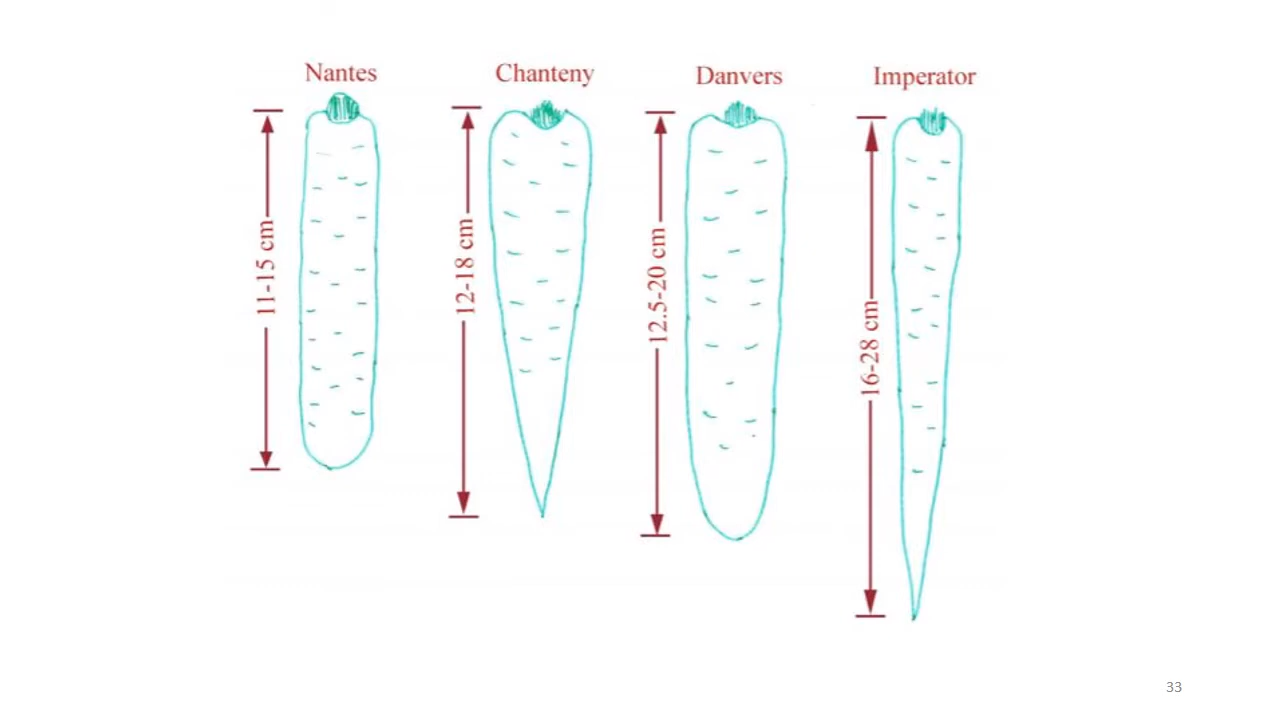 Nantes
Chanteny
Danvers
Imperator
11-15 cm
12-18 cm
12.5-20 cm
16-28 cm
33